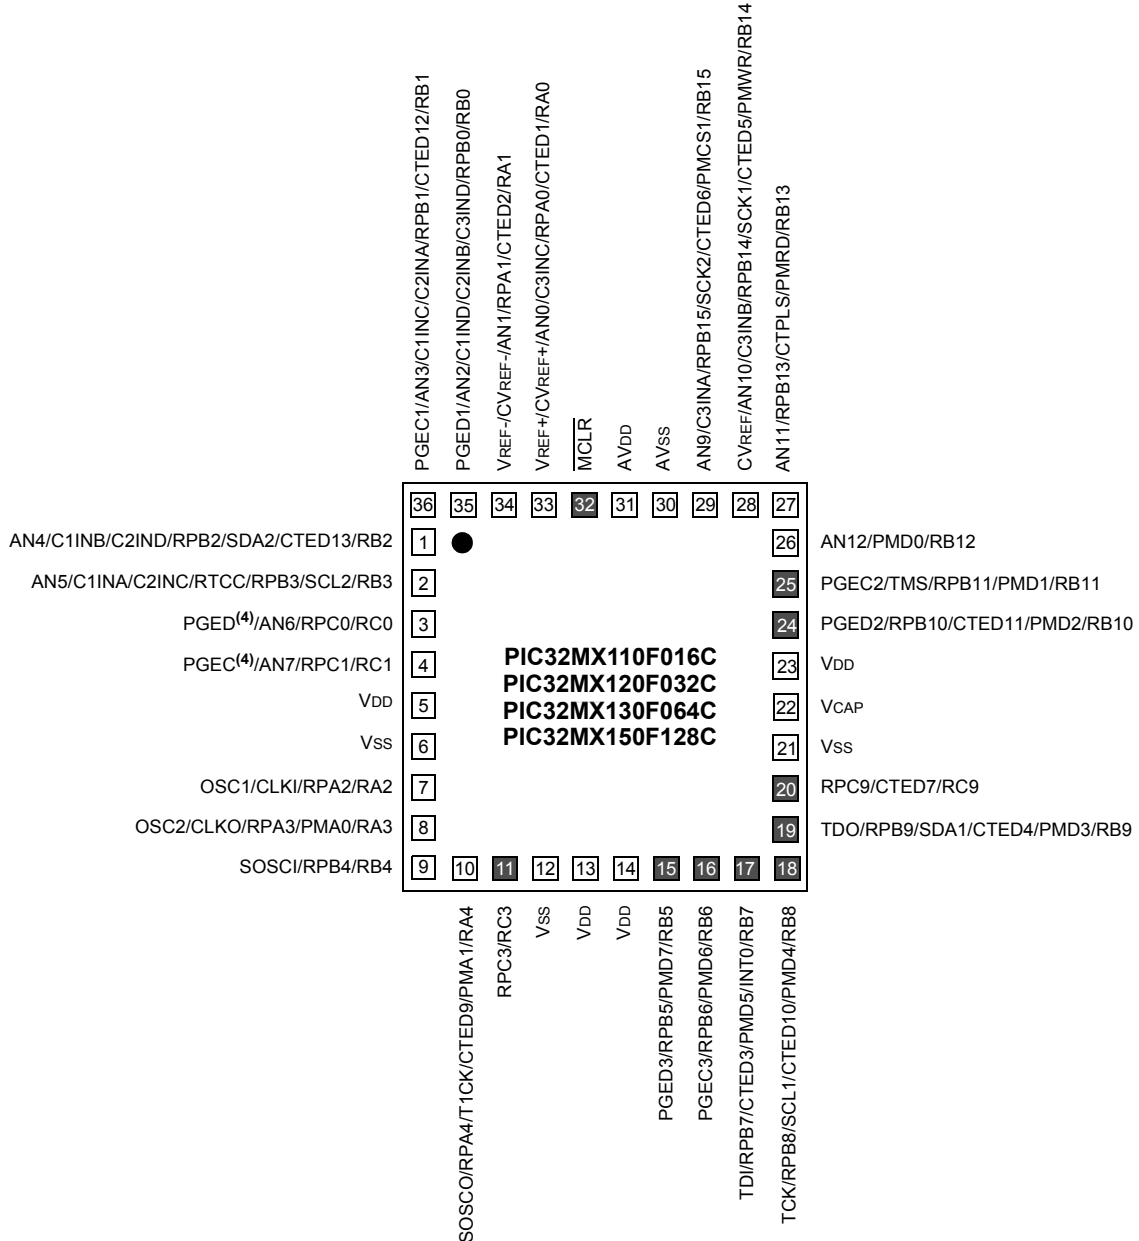 PGEC1/AN3/C1INC/C2INA/RPB1/CTED12/RB1
PGED1/AN2/C1IND/C2INB/C3IND/RPB0/RB0
VREF-/CVREF-/AN1/RPA1/CTED2/RA1
VREF+/CVREF+/AN0/C3INC/RPA0/CTED1/RA0
MCLR
AVDD
AVSS
AN9/C3INA/RPB15/SCK2/CTED6/PMCS1/RB15
CVREF/AN10/C3INB/RPB14/SCK1/CTED5/PMWR/RB14
AN11/RPB13/CTPLS/PMRD/RB13
36 35 34 33 32 31 30 29 28 27
AN4/C1INB/C2IND/RPB2/SDA2/CTED13/RB2 1
26 AN12/PMD0/RB12
AN5/C1INA/C2INC/RTCC/RPB3/SCL2/RB3 2
25 PGEC2/TMS/RPB11/PMD1/RB11
PGED(4)/AN6/RPC0/RC0 3
24 PGED2/RPB10/CTED11/PMD2/RB10
PGEC(4)/AN7/RPC1/RC1 4
23 VDD
VDD 5
22 VCAP
VSS 6
21 VSS
OSC1/CLKI/RPA2/RA2 7
20 RPC9/CTED7/RC9
OSC2/CLKO/RPA3/PMA0/RA3 8
19 TDO/RPB9/SDA1/CTED4/PMD3/RB9
SOSCI/RPB4/RB4 9
PIC32MX110F016C
PIC32MX120F032C
PIC32MX130F064C
PIC32MX150F128C
10 11 12 13 14 15 16 17 18
SOSCO/RPA4/T1CK/CTED9/PMA1/RA4
RPC3/RC3
VSS
VDD
VDD
PGED3/RPB5/PMD7/RB5
PGEC3/RPB6/PMD6/RB6
TDI/RPB7/CTED3/PMD5/INT0/RB7
TCK/RPB8/SCL1/CTED10/PMD4/RB8